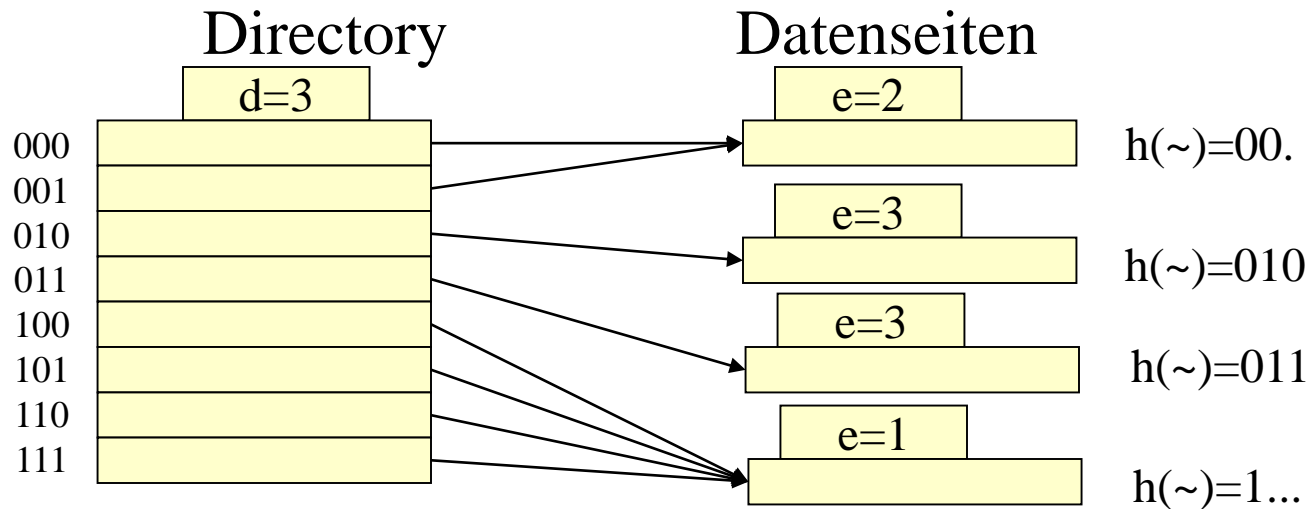 Directory
Datenseiten
d=3
e=2
000
h(~)=00.
001
e=3
010
h(~)=010
011
e=3
100
h(~)=011
101
e=1
110
111
h(~)=1...